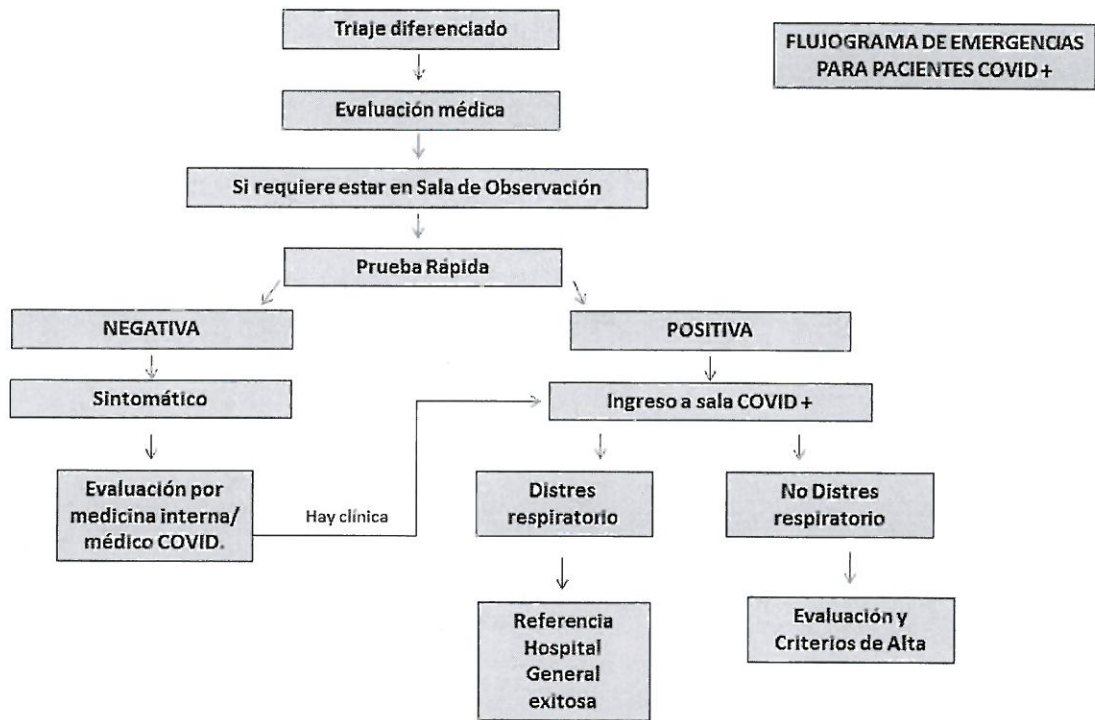 Triaje diferenciado
FLUJOGRAMA DE EMERGENCIAS
PARA PACIENTES COVID +
Evaluación médica
Si requiere estar en Sala de Observación
Prueba Rápida
NEGATIVA
POSITIVA
Sintomático
Ingreso a sala COVID +
Evaluación por
medicina interna/
médico COVID.
Hay clínica
Distres
respiratorio
No Distres
respiratorio
Referencia
Hospital
General
exitosa
Evaluación y
Criterios de Alta